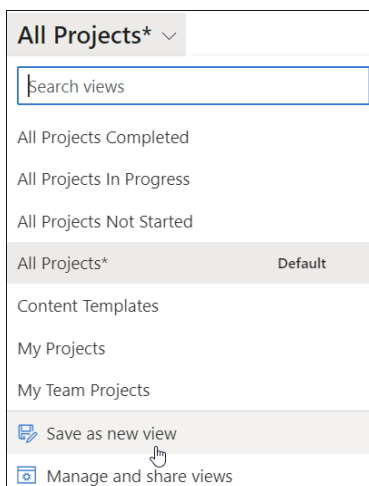 All Projects*
Search views
All Projects Completed
All Projects In Progress
All Projects Not Started
All Projects* Default
Content Templates
My Projects
My Team Projects
Save as new view
Manage and share views